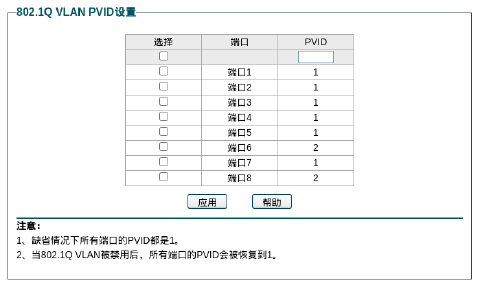 802.1Q VLAN PVID设置
选择 端口 PVID
端口1 1
端口2 1
端口3 1
端口4 1
端口5 1
端口6 2
端口7 1
端口8 2
应用 帮助
注意：
1、缺省情况下所有端口的PVID都是1。
2、当802.1Q VLAN被禁用后，所有端口的PVID会被恢复到1。